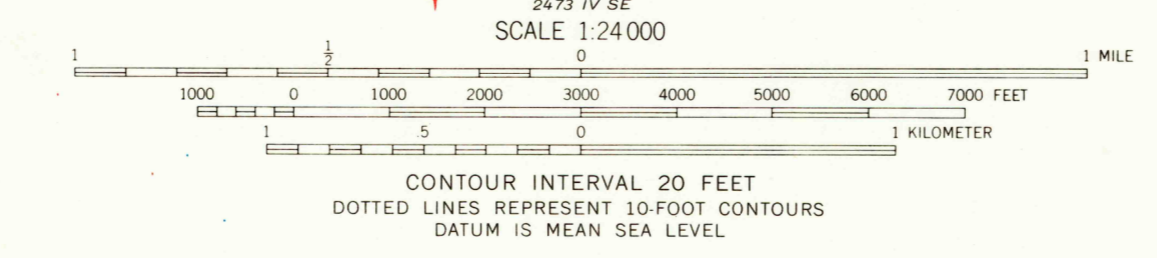 2473 IV SE
SCALE 1:24 000
1 1/2 0 1 MILE
1000 0 1000 2000 3000 4000 5000 6000 7000 FEET
1 .5 0 1 KILOMETER
CONTOUR INTERVAL 20 FEET
DOTTED LINES REPRESENT 10-FOOT CONTOURS
DATUM IS MEAN SEA LEVEL